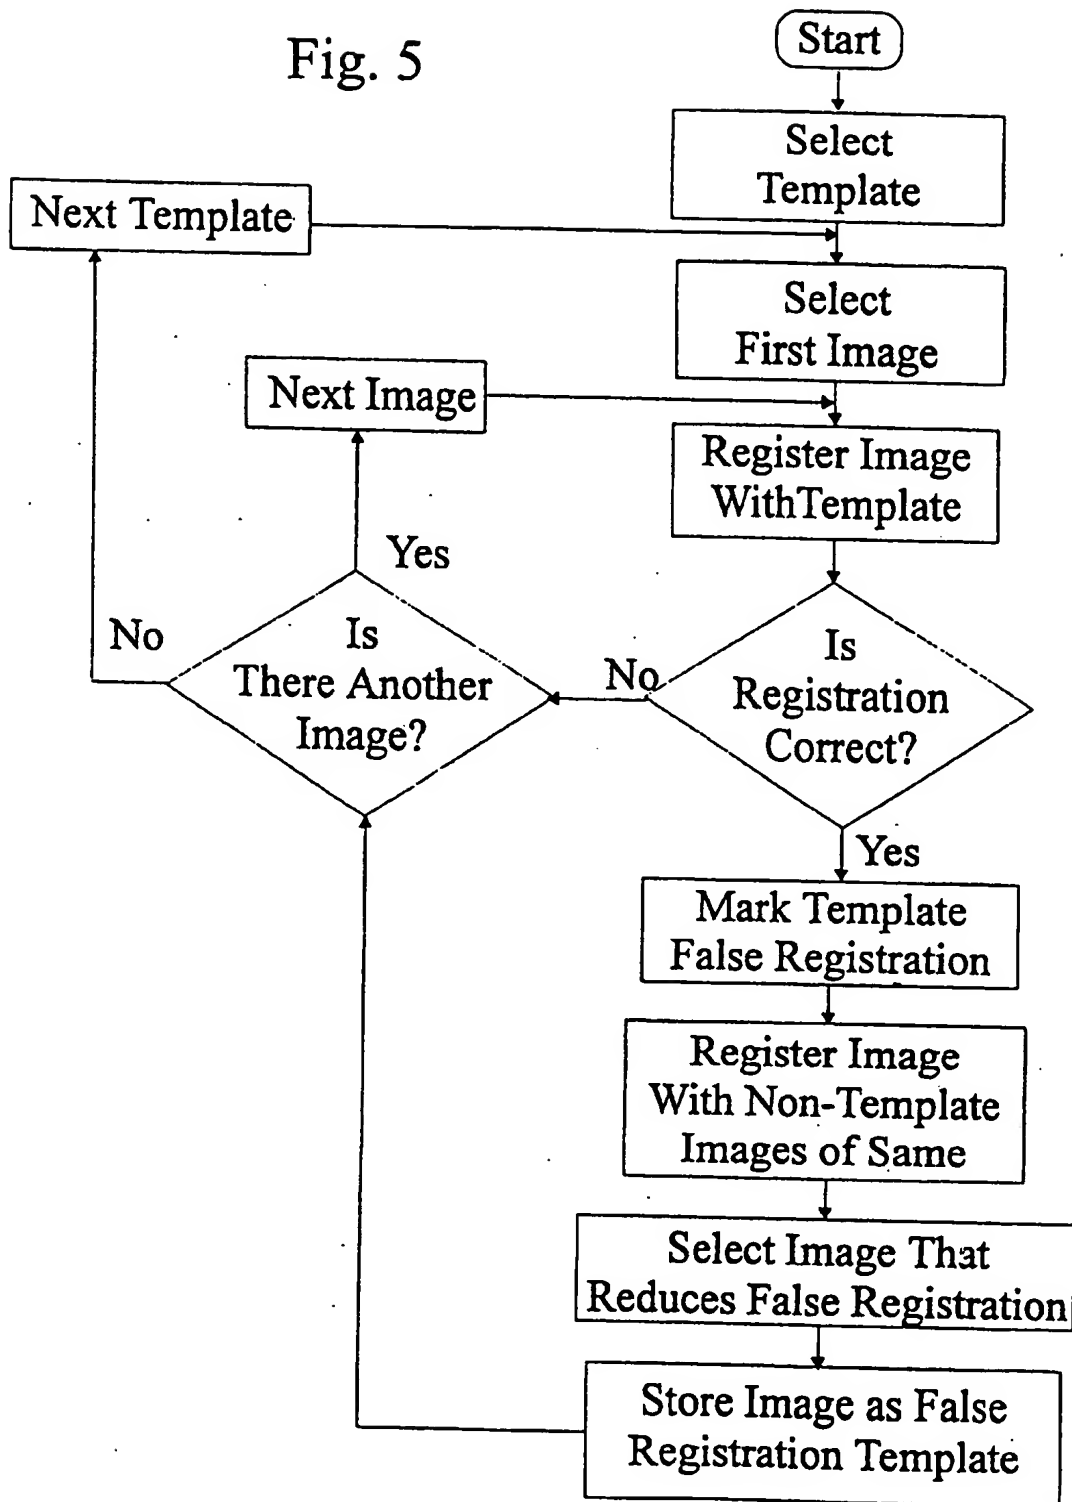 Fig. 5
Start
Select
Template
Next Template
Select
First Image
Next Image
Register Image
WithTemplate
Yes
No
Is
There Another
Image?
No
Is
Registration
Correct?
Yes
Mark Template
False Registration
Register Image
With Non-Template
Images of Same
Select Image That
Reduces False Registration
Store Image as False
Registration Template